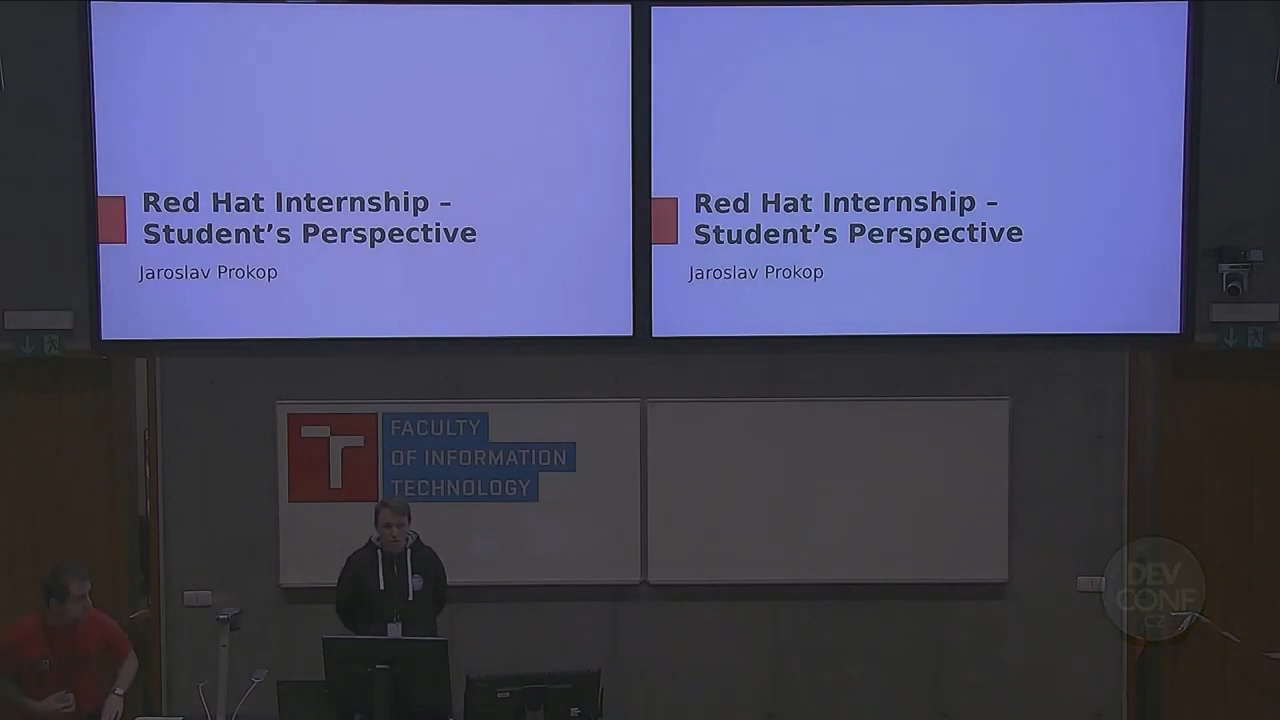 Red Hat Internship –
Student’s Perspective
Jaroslav Prokop
Red Hat Internship –
Student’s Perspective
Jaroslav Prokop
FACULTY
OF INFORMATION
TECHNOLOGY
DEV
CONF
CZ